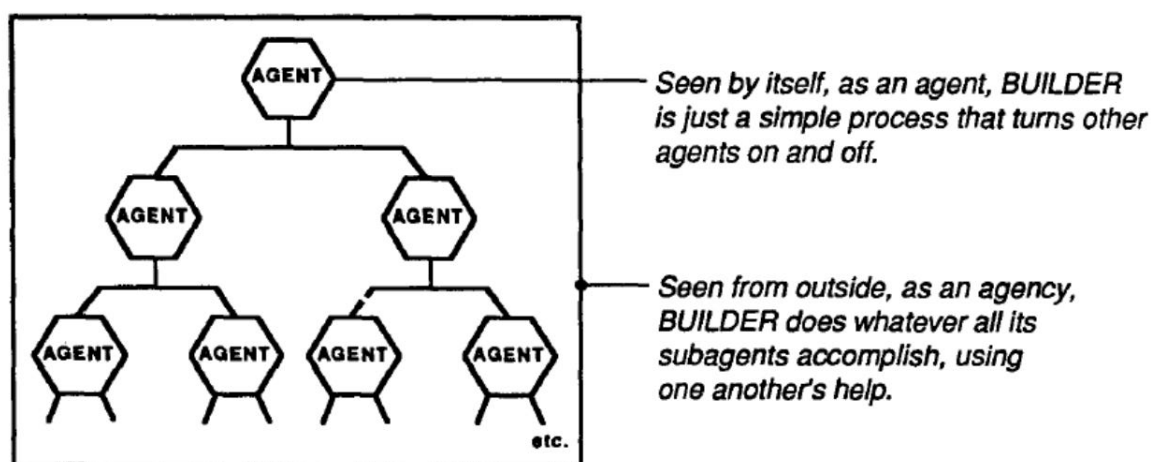 AGENT
Seen by itself, as an agent, BUILDER
is just a simple process that turns other
agents on and off.
AGENT
AGENT
Seen from outside, as an agency,
BUILDER does whatever all its
subagents accomplish, using
one another's help.
AGENT
AGENT
AGENT
AGENT
etc.